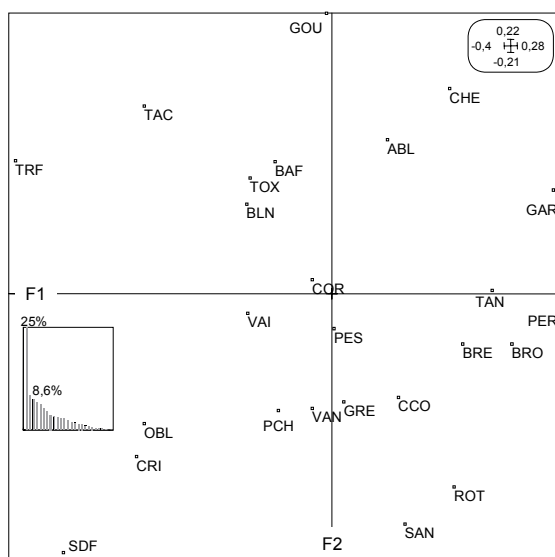 GOU
0,22
-0,4 0,28
-0,21
CHE
TAC
ABL
TRF
BAF
TOX
GAR
BLN
COR
F1
TAN
VAI
PER
25%
PES
BRE BRO
8,6%
CCO
GRE
VAN
PCH
OBL
CRI
ROT
SAN
SDF
F2